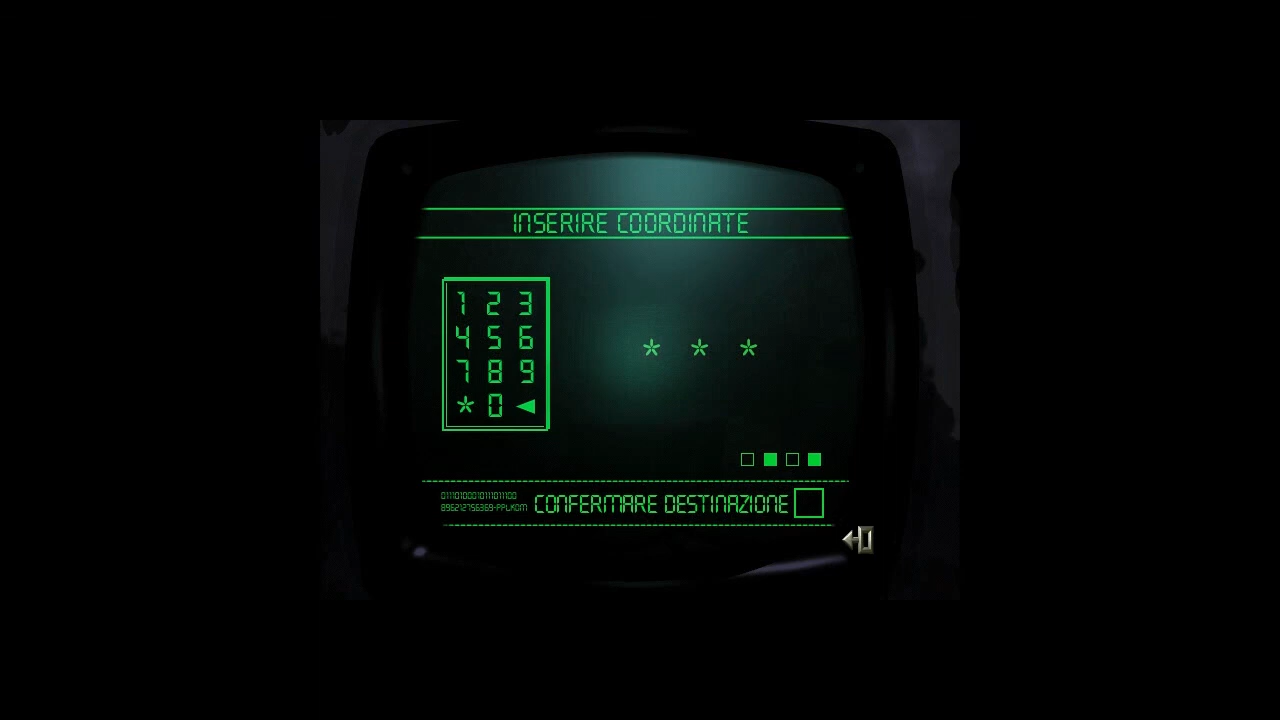 INSERIRE COORDINATE
1 2 3
4 5 6
7 8 9
* 0 ◄
* * *
CONFERMARE DESTINAZIONE